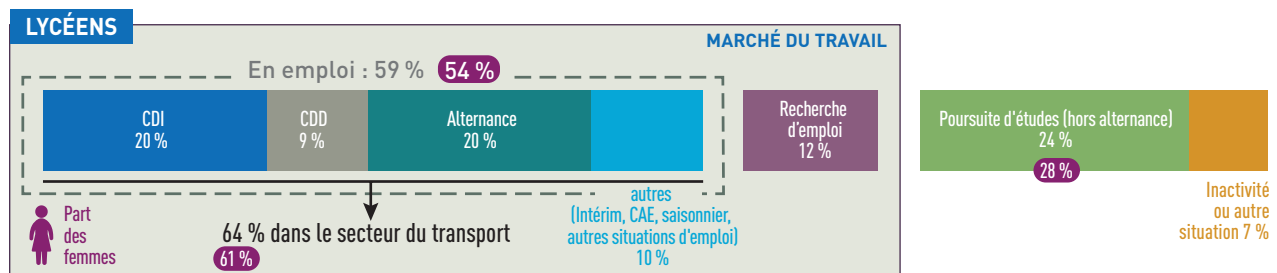 LYCÉENS
MARCHÉ DU TRAVAIL
En emploi : 59 % 54 %
CDI
20 %
CDD
9 %
Alternance
20 %
Recherche
d'emploi
12 %
Poursuite d'études (hors alternance)
24 %
28 %
autres
(Intérim, CAE, saisonnier,
autres situations d'emploi)
10 %
Inactivité
ou autre
situation 7 %
Part
des
femmes
64 % dans le secteur du transport
61 %